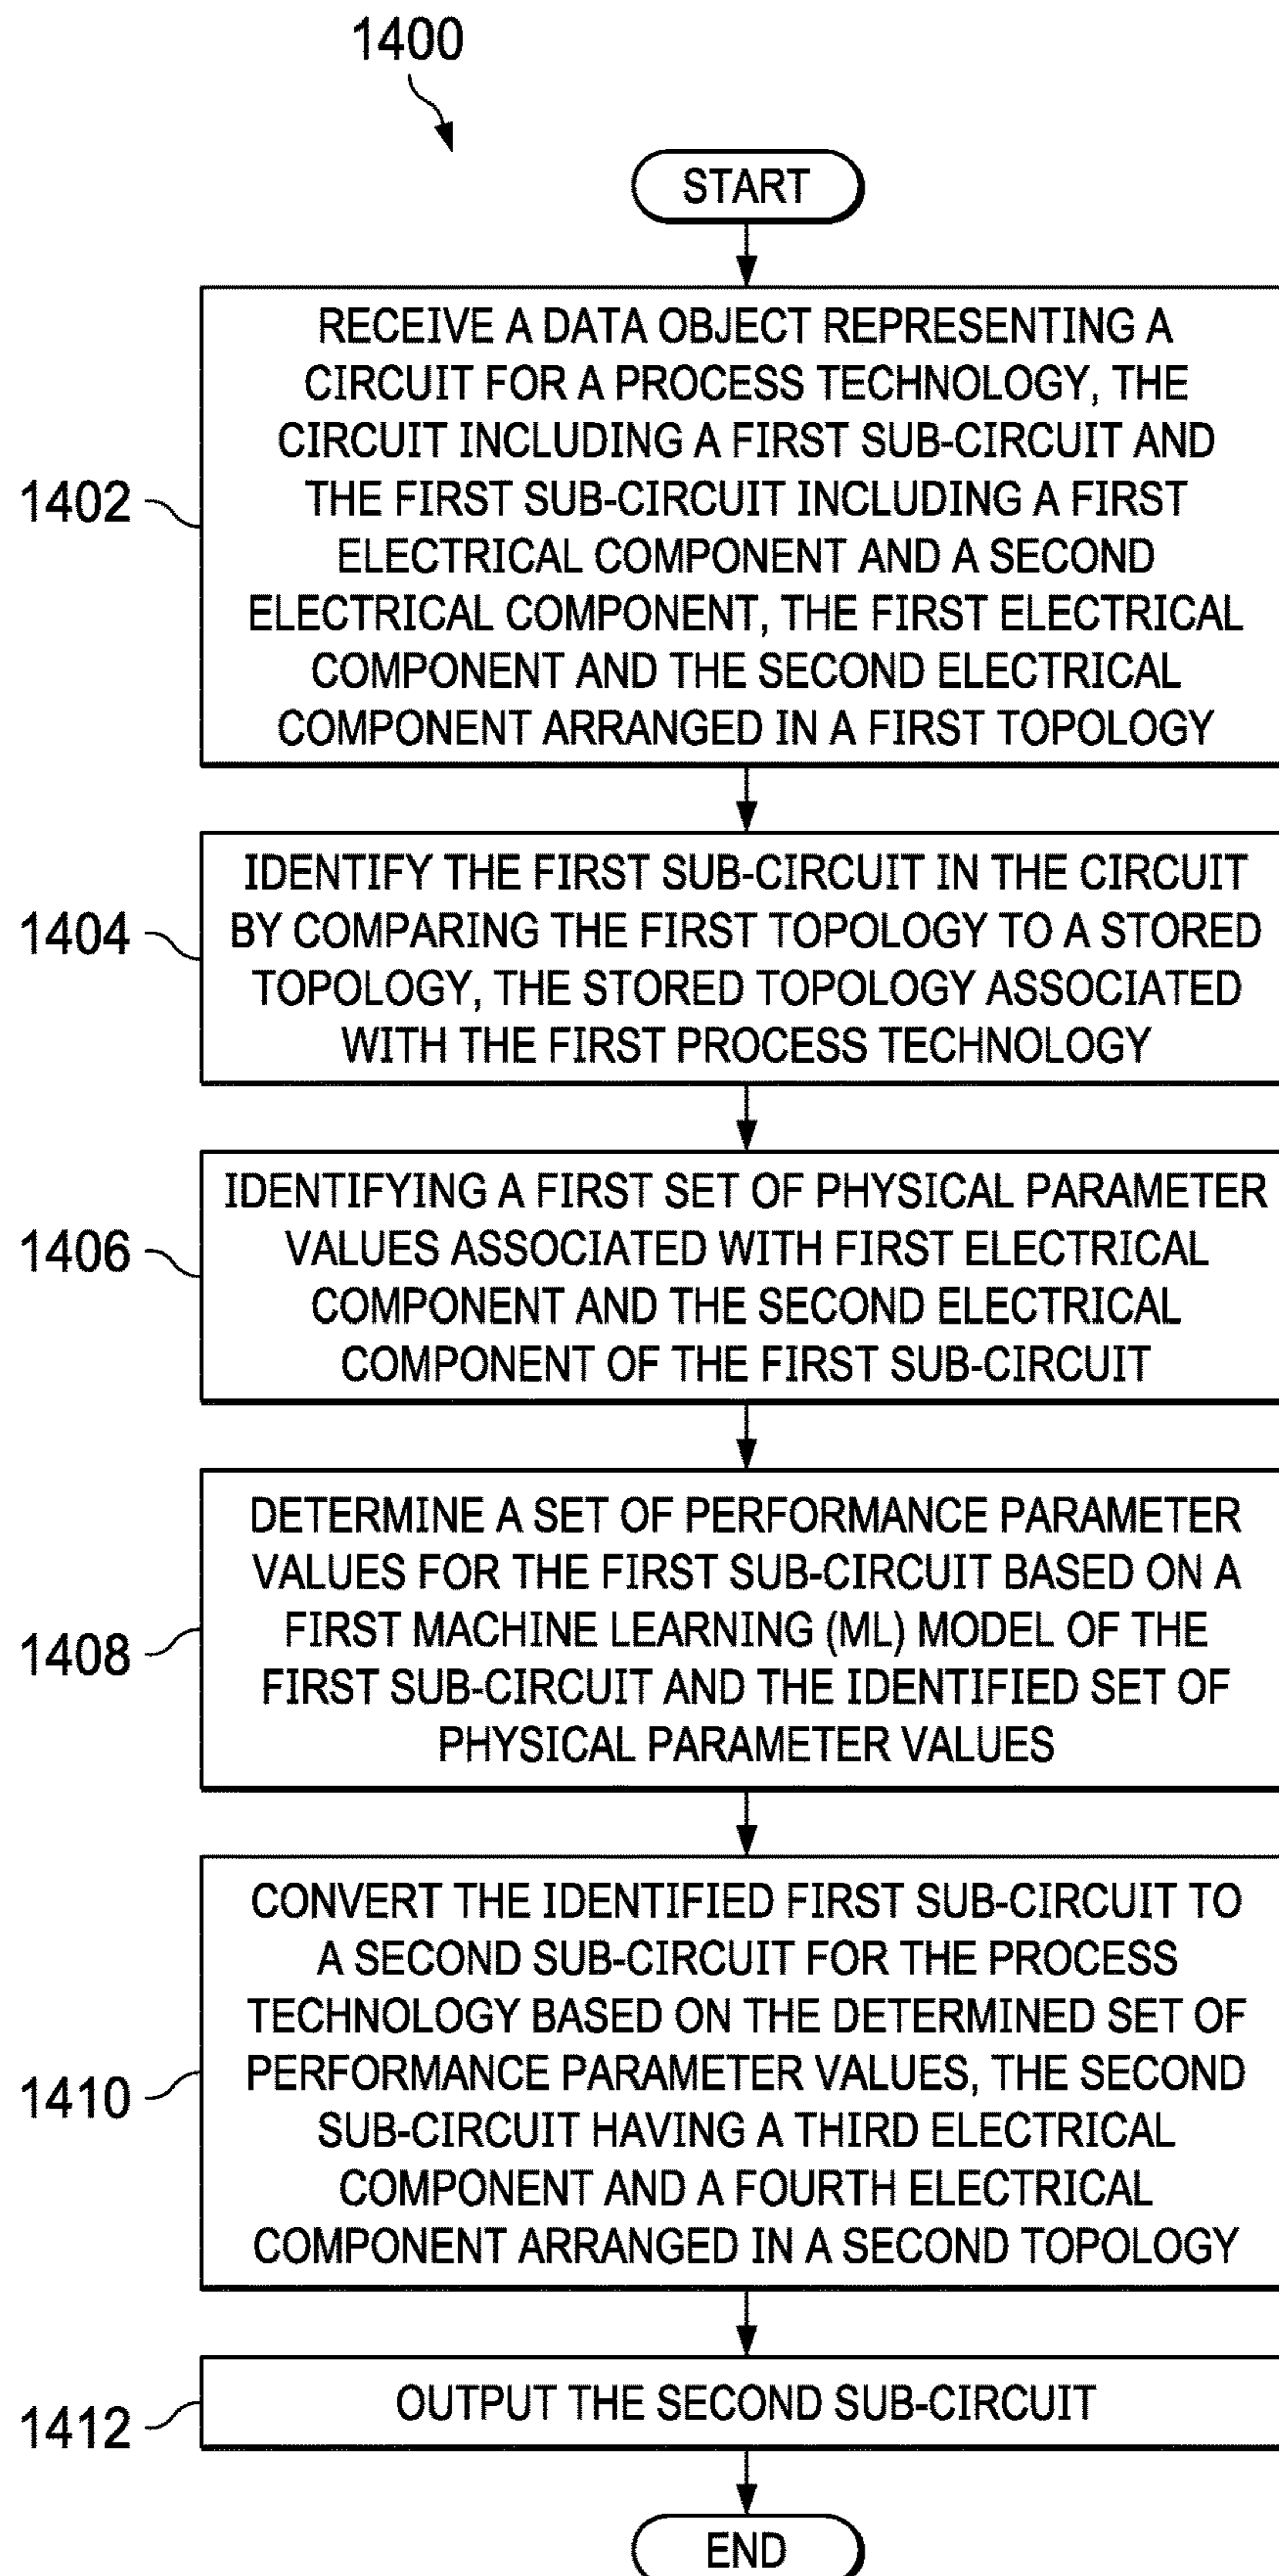 1400
START
RECEIVE A DATA OBJECT REPRESENTING A
CIRCUIT FOR A PROCESS TECHNOLOGY, THE
CIRCUIT INCLUDING A FIRST SUB-CIRCUIT AND
THE FIRST SUB-CIRCUIT INCLUDING A FIRST
ELECTRICAL COMPONENT AND A SECOND
ELECTRICAL COMPONENT, THE FIRST ELECTRICAL
COMPONENT AND THE SECOND ELECTRICAL
COMPONENT ARRANGED IN A FIRST TOPOLOGY
1402
IDENTIFY THE FIRST SUB-CIRCUIT IN THE CIRCUIT
BY COMPARING THE FIRST TOPOLOGY TO A STORED
TOPOLOGY, THE STORED TOPOLOGY ASSOCIATED
WITH THE FIRST PROCESS TECHNOLOGY
1404
IDENTIFYING A FIRST SET OF PHYSICAL PARAMETER
VALUES ASSOCIATED WITH FIRST ELECTRICAL
COMPONENT AND THE SECOND ELECTRICAL
COMPONENT OF THE FIRST SUB-CIRCUIT
1406
DETERMINE A SET OF PERFORMANCE PARAMETER
VALUES FOR THE FIRST SUB-CIRCUIT BASED ON A
FIRST MACHINE LEARNING (ML) MODEL OF THE
FIRST SUB-CIRCUIT AND THE IDENTIFIED SET OF
PHYSICAL PARAMETER VALUES
1408
CONVERT THE IDENTIFIED FIRST SUB-CIRCUIT TO
A SECOND SUB-CIRCUIT FOR THE PROCESS
TECHNOLOGY BASED ON THE DETERMINED SET OF
PERFORMANCE PARAMETER VALUES, THE SECOND
SUB-CIRCUIT HAVING A THIRD ELECTRICAL
COMPONENT AND A FOURTH ELECTRICAL
COMPONENT ARRANGED IN A SECOND TOPOLOGY
1410
OUTPUT THE SECOND SUB-CIRCUIT
1412
END